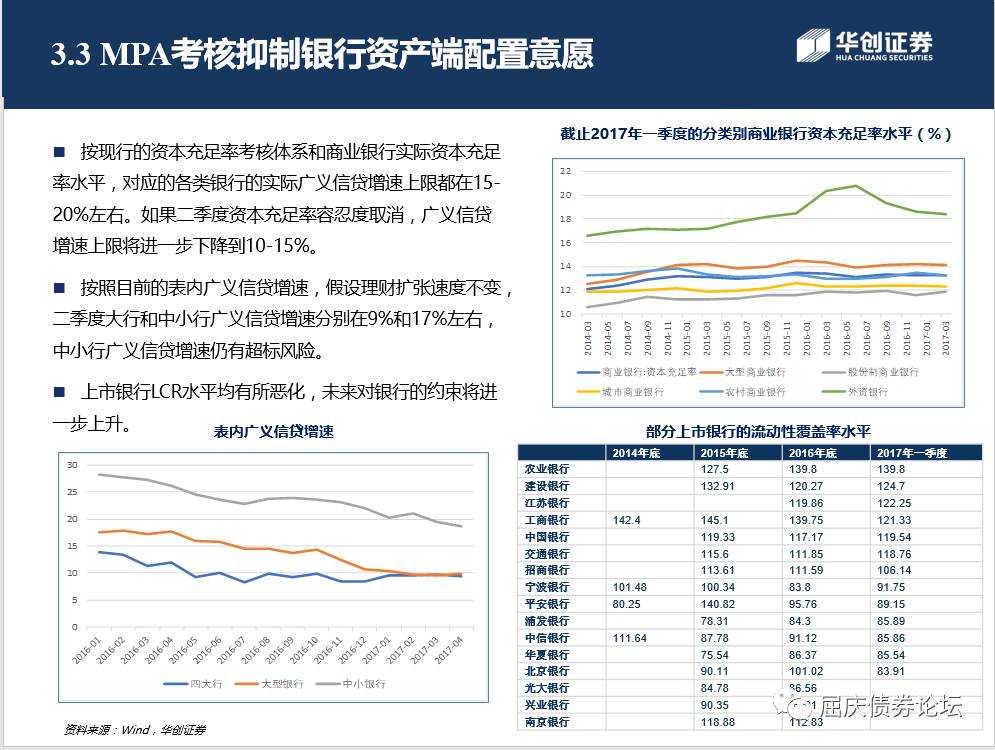 3.3 MPA考核抑制银行资产端配置意愿
华创证券
HUA CHUANG SECURITIES
■ 按现行的资本充足率考核体系和商业银行实际资本充足
率水平，对应的各类银行的实际广义信贷增速上限都在15-
20%左右。如果二季度资本充足率容忍度取消，广义信贷
增速上限将进一步下降到10-15%。
■ 按照目前的表内广义信贷增速，假设理财扩张速度不变，
二季度大行和中小行广义信贷增速分别在9%和17%左右，
中小行广义信贷增速仍有超标风险。
■ 上市银行LCR水平均有所恶化，未来对银行的约束将进
一步上升。
截止2017年一季度的分类别商业银行资本充足率水平（%）
22
20
18
16
14
12
10
2014-03 2014-05 2014-07 2014-09 2014-11 2015-01 2015-03 2015-05 2015-07 2015-09 2015-11 2016-01 2016-03 2016-05 2016-07 2016-09 2016-11 2017-01 2017-03
商业银行:资本充足率 大型商业银行 股份制商业银行
城市商业银行 农村商业银行 外资银行
表内广义信贷增速
30
25
20
15
10
5
0
2016-01 2016-02 2016-03 2016-04 2016-05 2016-06 2016-07 2016-08 2016-09 2016-10 2016-11 2016-12 2017-01 2017-02 2017-03 2017-04
四大行 大型银行 中小银行
部分上市银行的流动性覆盖率水平
2014年底 2015年底 2016年底 2017年一季度
农业银行 127.5 139.8 139.8
建设银行 132.91 120.27 124.7
江苏银行 119.86 122.25
工商银行 142.4 145.1 139.75 121.33
中国银行 119.33 117.17 119.54
交通银行 115.6 111.85 118.76
招商银行 113.61 111.59 106.14
宁波银行 101.48 100.34 83.8 91.75
平安银行 80.25 140.82 95.76 89.15
浦发银行 78.31 84.3 85.89
中信银行 111.64 87.78 91.12 85.86
华夏银行 75.54 86.37 85.54
北京银行 90.11 101.02 83.91
光大银行 84.78 86.56
兴业银行 90.35
南京银行 118.88 112.83
屈庆债券论坛
资料来源：Wind，华创证券